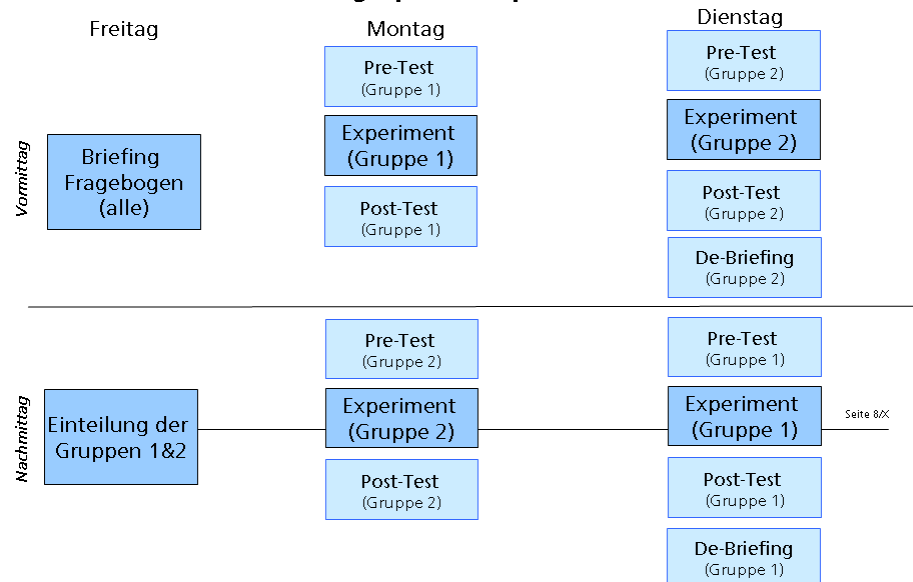 Freitag
Montag
Dienstag
Vormittag
Briefing
Fragebogen
(alle)
Pre-Test
(Gruppe 1)
Experiment
(Gruppe 1)
Post-Test
(Gruppe 1)
Pre-Test
(Gruppe 2)
Experiment
(Gruppe 2)
Post-Test
(Gruppe 2)
De-Briefing
(Gruppe 2)
Nachmittag
Einteilung der
Gruppen 1&2
Pre-Test
(Gruppe 2)
Experiment
(Gruppe 2)
Post-Test
(Gruppe 2)
Pre-Test
(Gruppe 1)
Experiment
(Gruppe 1)
Post-Test
(Gruppe 1)
De-Briefing
(Gruppe 1)
Seite 8/X